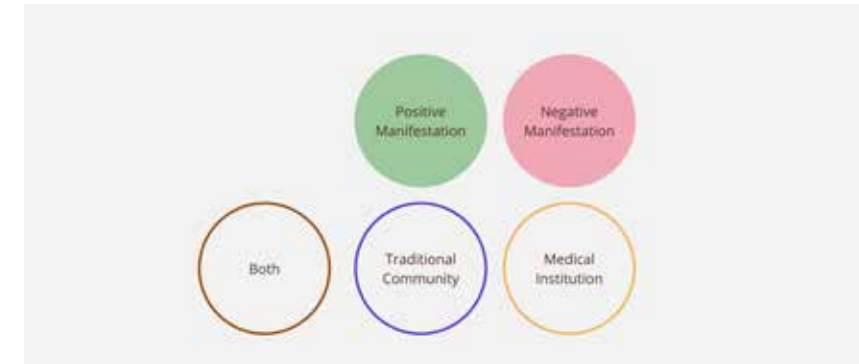 Positive
Manifestation
Negative
Manifestation
Both
Traditional
Community
Medical
Institution